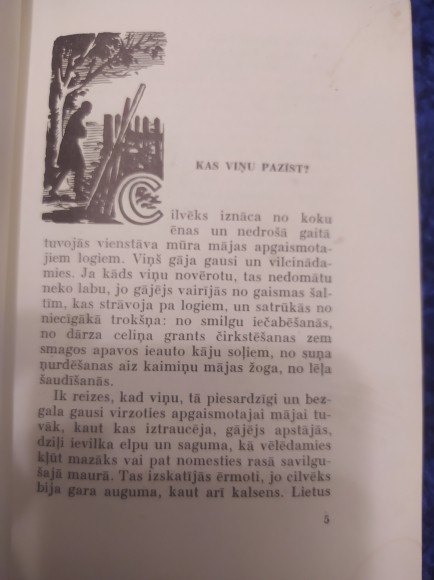 KAS VIŅU PAZĪST?
Cilvēks iznāca no koku
ēnas un nedrošā gaitā
tuvojās vienstāva mūra mājas apgaismota-
jiem logiem. Viņš gāja gausi un vilcināda-
mies. Ja kāds viņu novērotu, tas nedomātu
neko labu, jo gājējs vairījās no gaismas šal-
tīm, kas strāvoja pa logiem, un satrūkās no
niecīgākā trokšņa: no smilgu iečabēšanās,
no dārza celiņa grants čirkstēšanas zem
smagos apavos ieauto kāju soļiem, no suņa
ņurdēšanas aiz kaimiņu mājas žoga, no lēļa
šaudīšanās.
Ik reizes, kad viņu, tā piesardzīgi un bez-
gala gausi virzoties apgaismotajai mājai tu-
vāk, kaut kas iztraucēja, gājējs apstājās,
dziļi ievilka elpu un saguma, kā vēlēdamies
kļūt mazāks vai pat nomesties rasā savilgu-
šajā maurā. Tas izskatījās ērmoti, jo cilvēks
bija gara auguma, kaut arī kalsens. Lietus
5